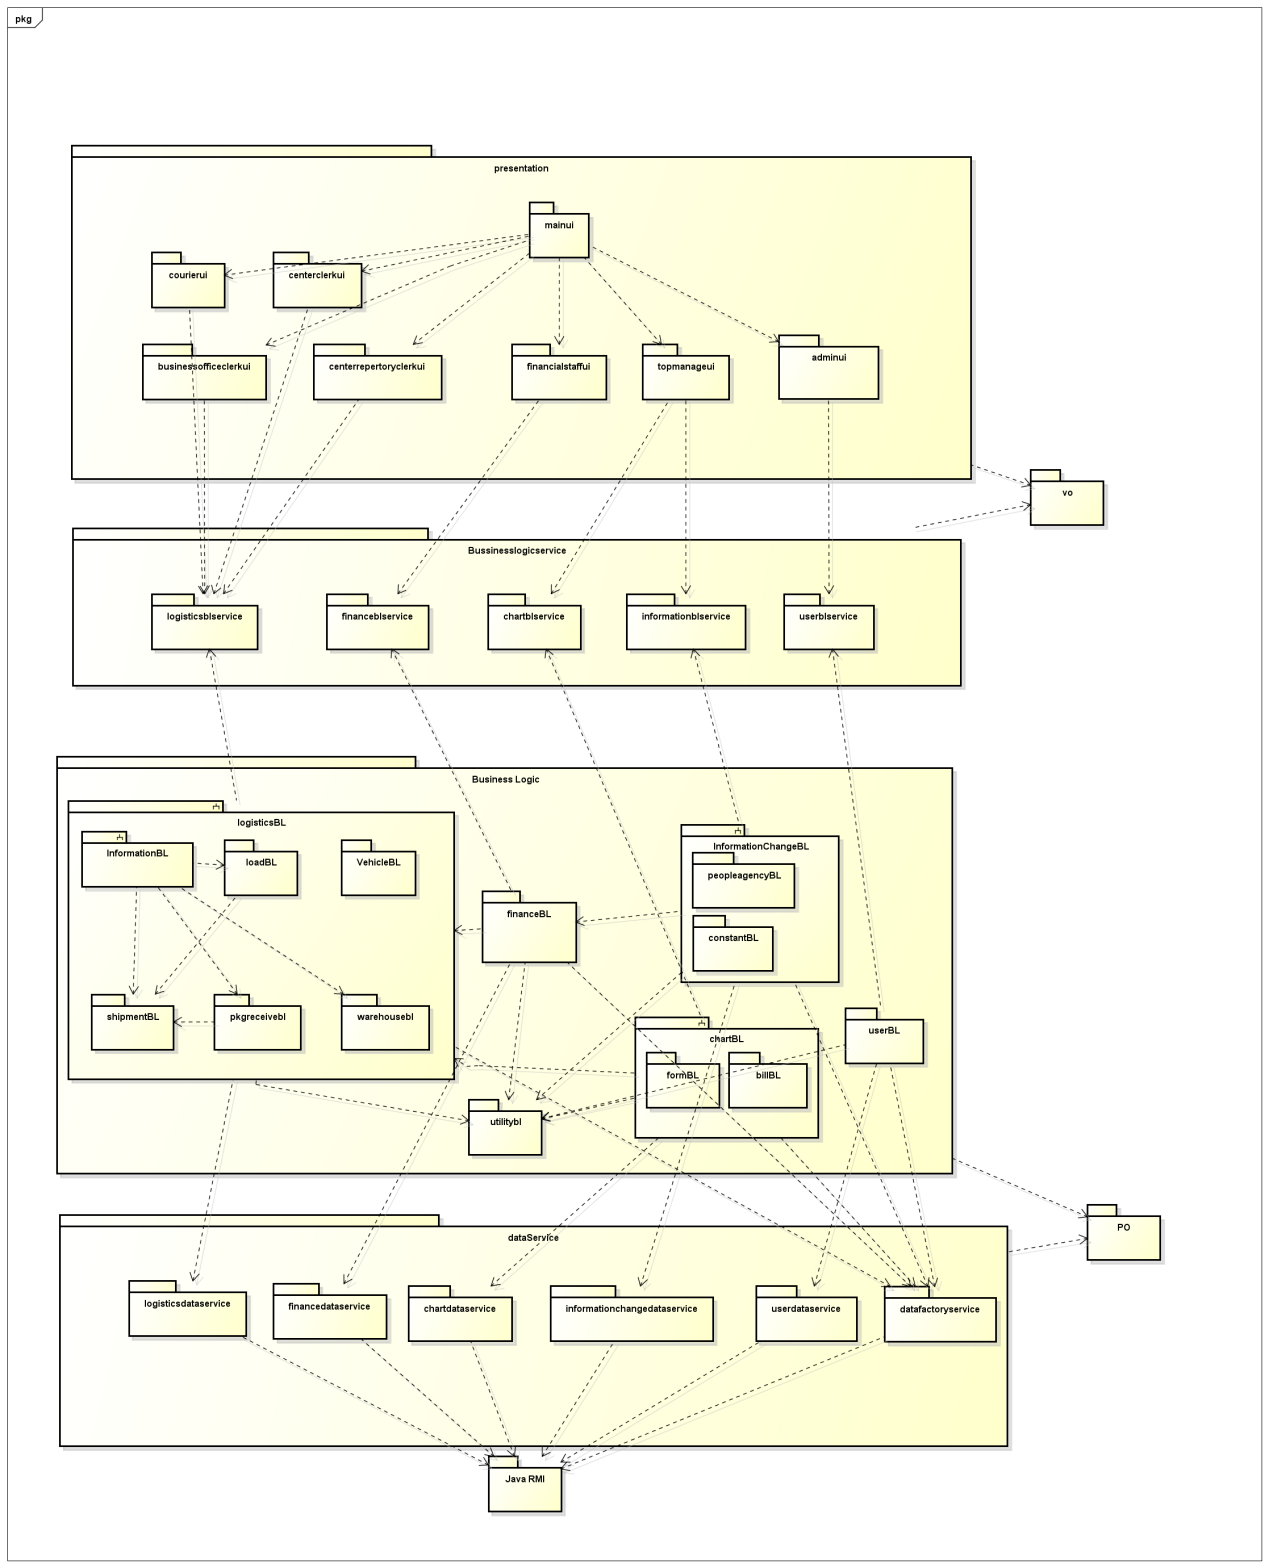 pkg
presentation
mainui
courierui
centerclerkui
businessofficeclerkui
centerrepertoryclerkui
financialstaffui
topmanageui
adminui
vo
Bussinesslogicservice
logisticsblservice
financeblservice
chartblservice
informationblservice
userblservice
Business Logic
logisticsBL
InformationBL
loadBL
VehicleBL
InformationChangeBL
peopleagencyBL
financeBL
constantBL
shipmentBL
pkgreceivebl
warehousebl
chartBL
userBL
formBL
billBL
utilitybl
PO
dataService
logisticsdataservice
financedataservice
chartdataservice
informationchangedataservice
userdataservice
datafactoryservice
Java RMI